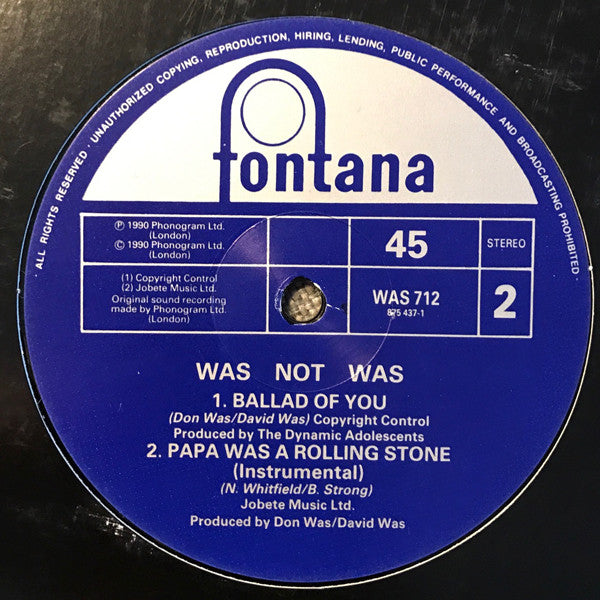 ALL RIGHTS RESERVED · UNAUTHORIZED COPYING, REPRODUCTION, HIRING, LENDING, PUBLIC PERFORMANCE AND BROADCASTING PROHIBITED ·
fontana
℗ 1990 Phonogram Ltd.
(London)
© 1990 Phonogram Ltd.
(London)
45
STEREO
(1) Copyright Control
(2) Jobete Music Ltd.
Original sound recording
made by Phonogram Ltd.
(London)
WAS 712
875 437-1
2
WAS NOT WAS
1. BALLAD OF YOU
(Don Was/David Was) Copyright Control
Produced by The Dynamic Adolescents
2. PAPA WAS A ROLLING STONE
(Instrumental)
(N. Whitfield/B. Strong)
Jobete Music Ltd.
Produced by Don Was/David Was